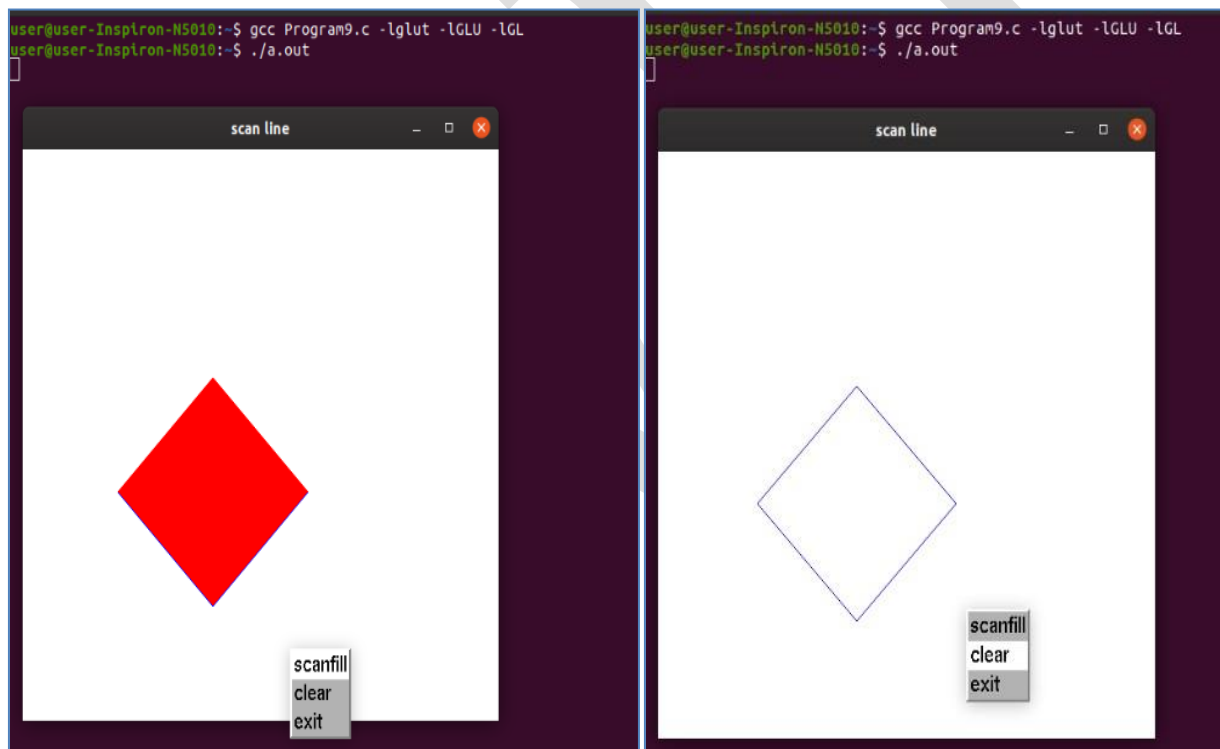 user@user-Inspiron-N5010:~$ gcc Program9.c -lglut -lGLU -lGL
user@user-Inspiron-N5010:~$ ./a.out
scan line
scanfill
clear
exit
user@user-Inspiron-N5010:~$ gcc Program9.c -lglut -lGLU -lGL
user@user-Inspiron-N5010:~$ ./a.out
scan line
scanfill
clear
exit